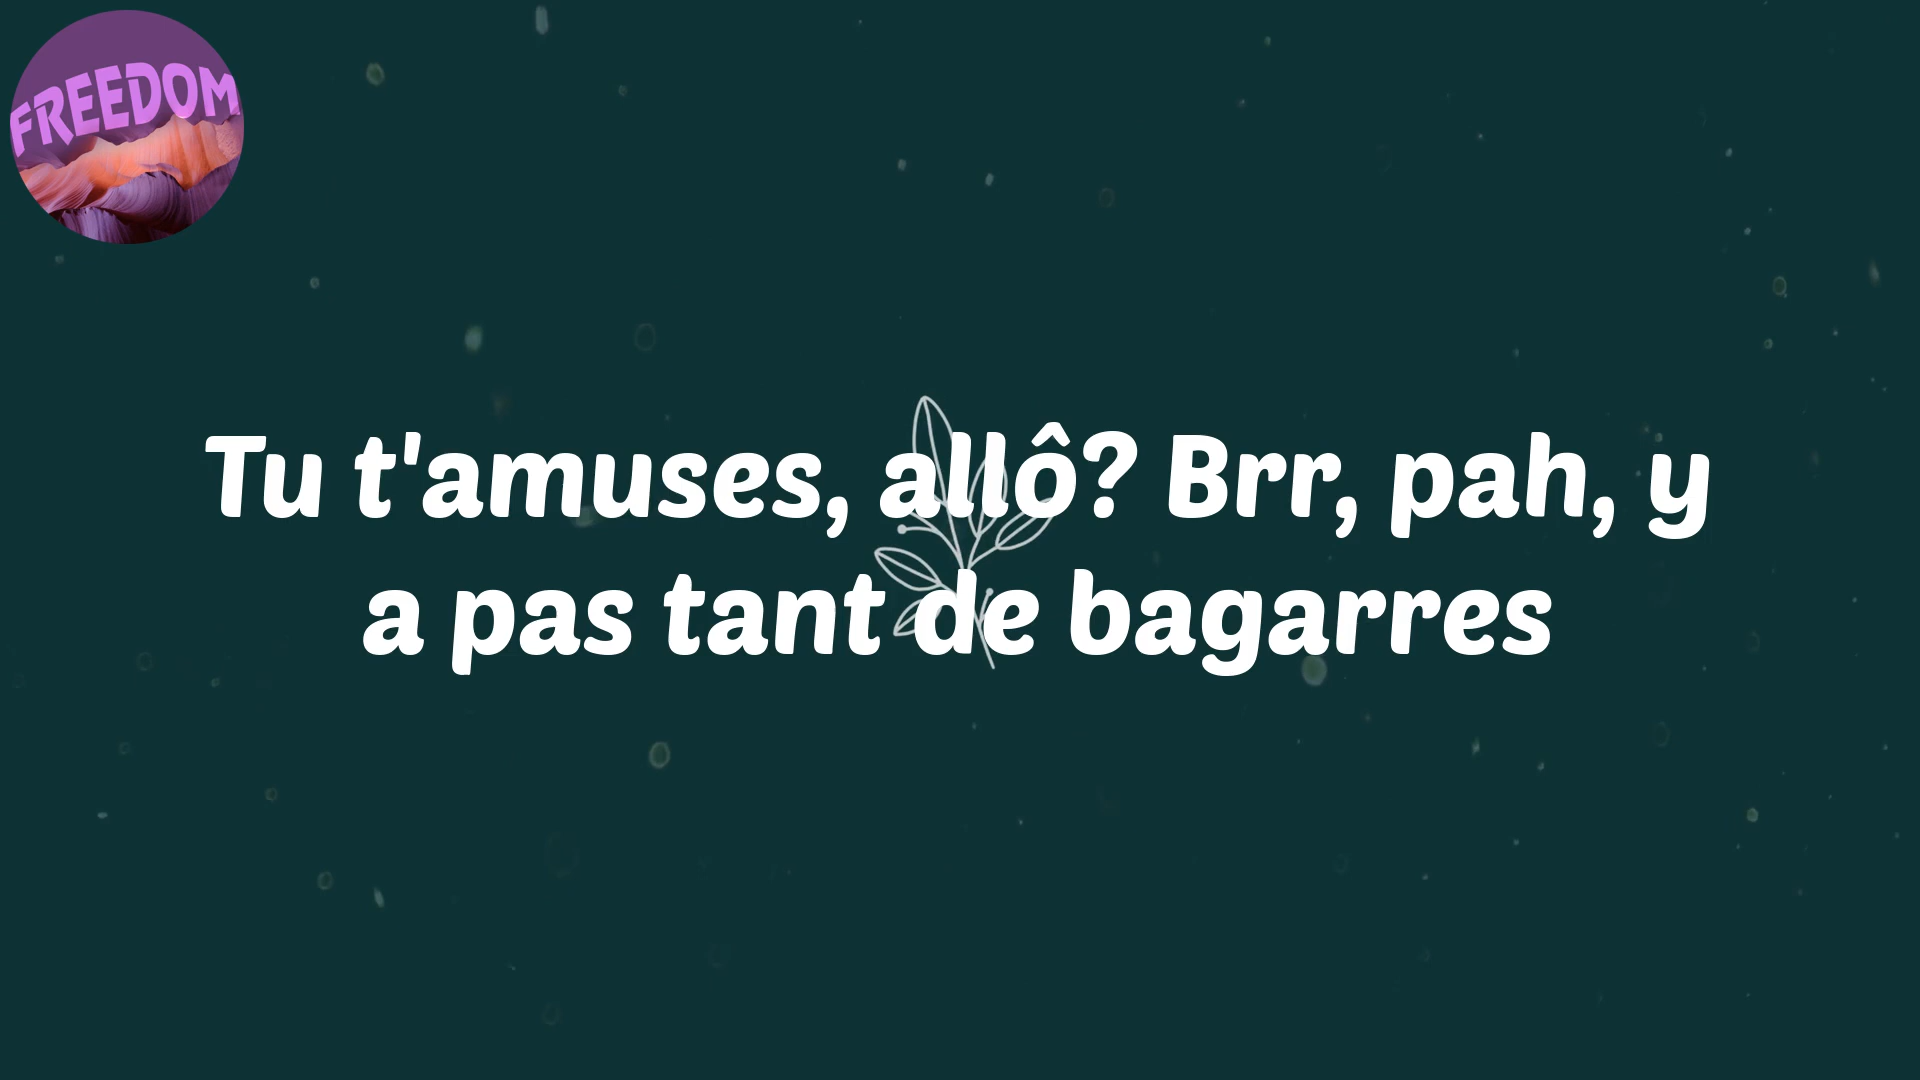 FREEDOM
Tu t'amuses, allô? Brr, pah, y
a pas tant de bagarres